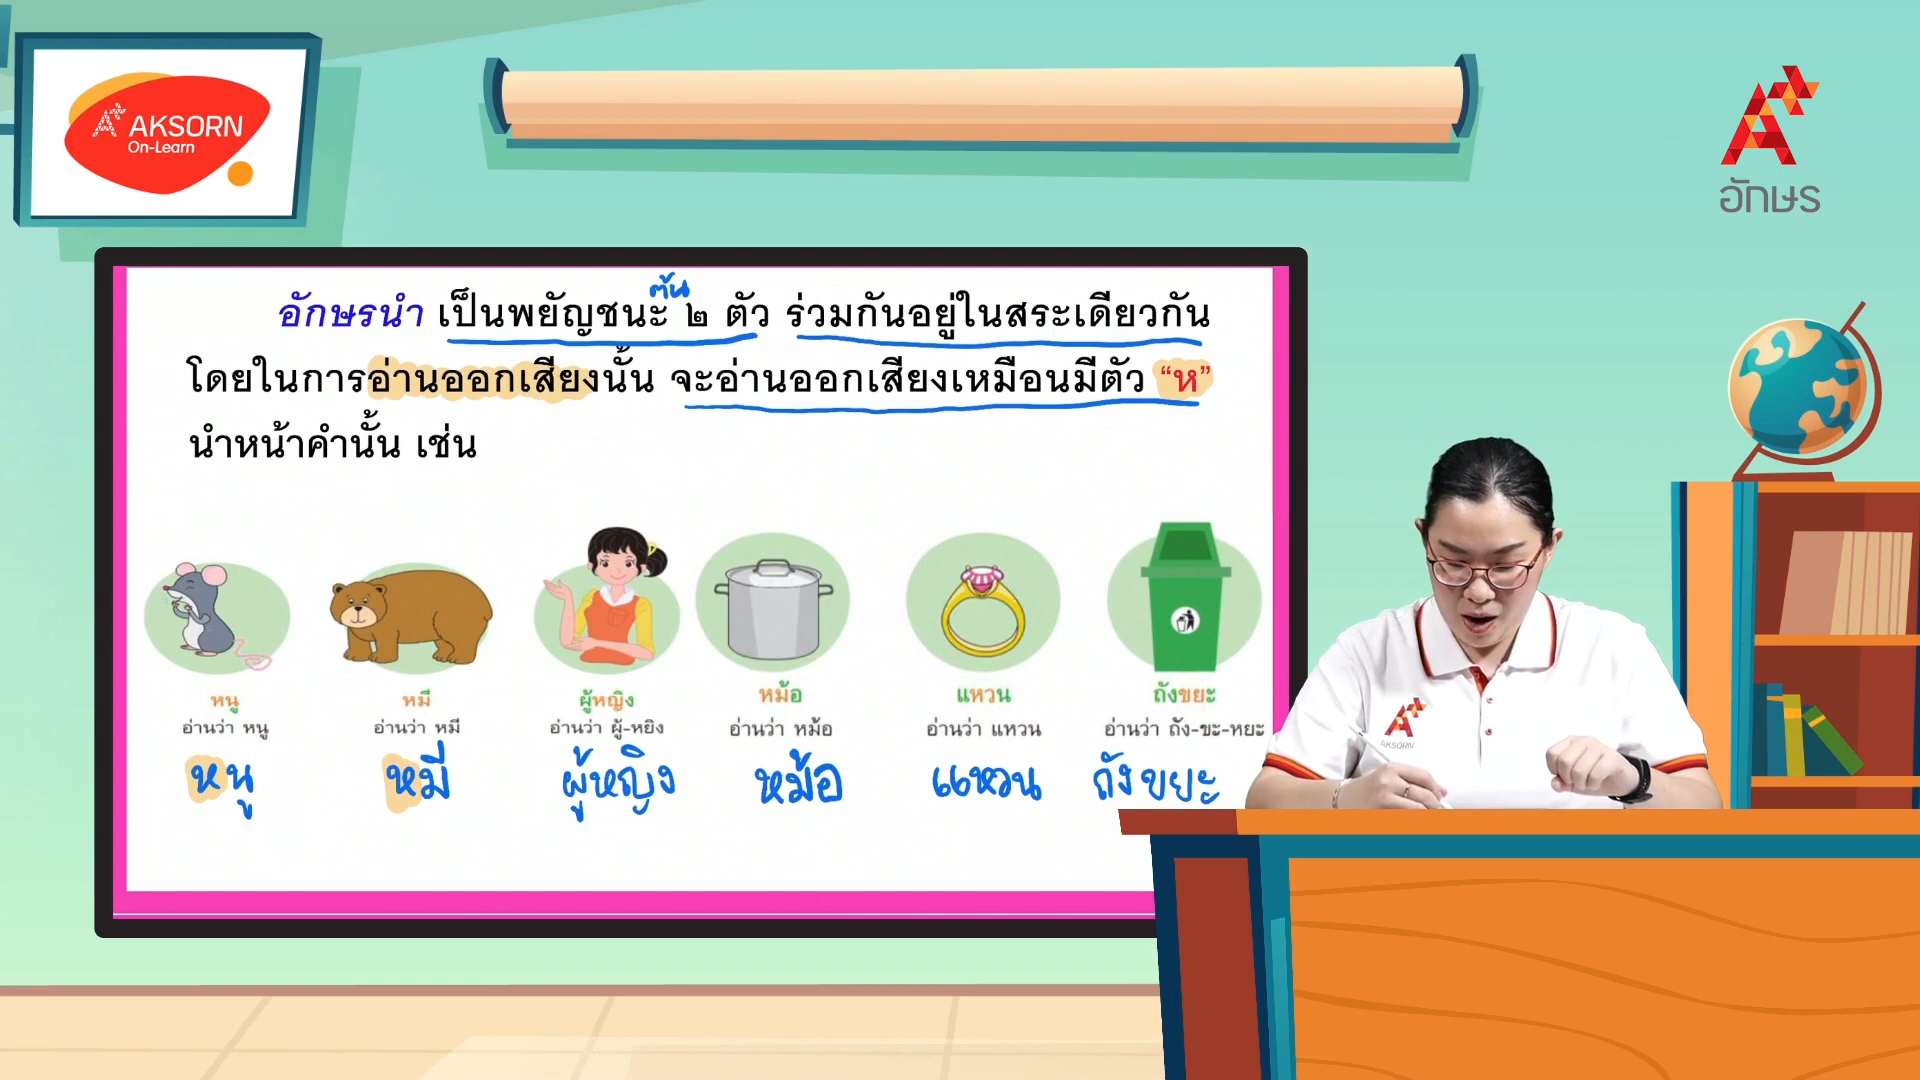 AKSORN
On-Learn
อักษร
ต้น
อักษรนำ เป็นพยัญชนะ ๒ ตัว ร่วมกันอยู่ในสระเดียวกัน
โดยในการอ่านออกเสียงนั้น จะอ่านออกเสียงเหมือนมีตัว “ห”
นำหน้าคำนั้น เช่น
หนู หมี ผู้หญิง หม้อ แหวน ถังขยะ
อ่านว่า หนู อ่านว่า หมี อ่านว่า ผู้-หยิง อ่านว่า หม้อ อ่านว่า แหวน อ่านว่า ถัง-ขะ-หยะ
หนู หมี ผู้หญิง หม้อ แหวน ถังขยะ
AKSORN